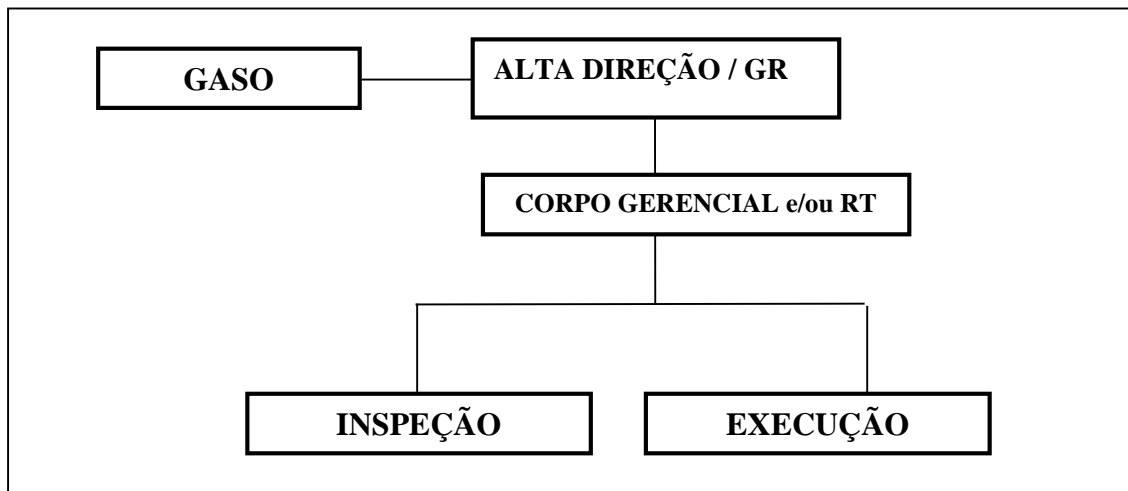 GASO
ALTA DIREÇÃO / GR
CORPO GERENCIAL e/ou RT
INSPEÇÃO
EXECUÇÃO